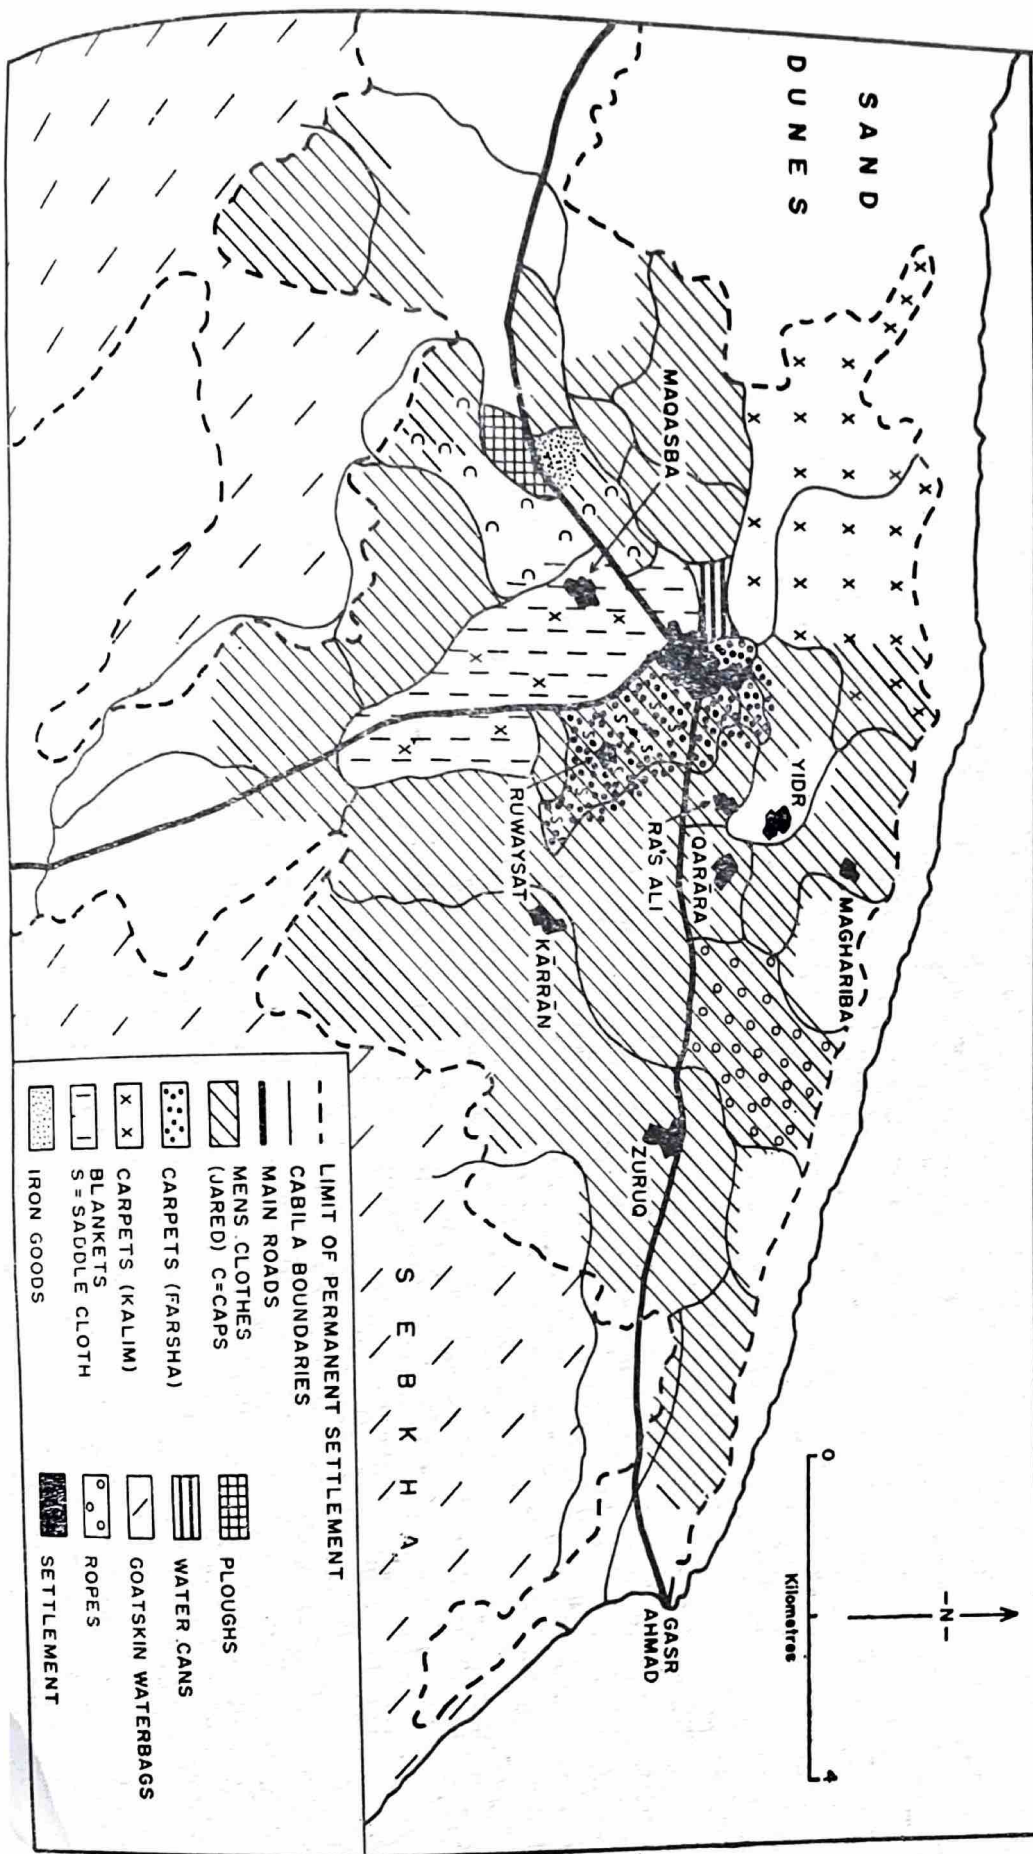 SAND
DUNES
MAQASBA
YIDR
MAGHARIBA
QARĀRA
RA'S ALI
RUWAYSAT
KĀRRĀN
ZURUQ
GASR
AHMAD
SEBKHA
-N-
0 4
Kilometres
LIMIT OF PERMANENT SETTLEMENT
CABILA BOUNDARIES
MAIN ROADS
MENS CLOTHES
(JARED) C=CAPS
CARPETS (FARSHA)
CARPETS (KALIM)
BLANKETS
S = SADDLE CLOTH
IRON GOODS
PLOUGHS
WATER CANS
GOATSKIN WATERBAGS
ROPES
SETTLEMENT